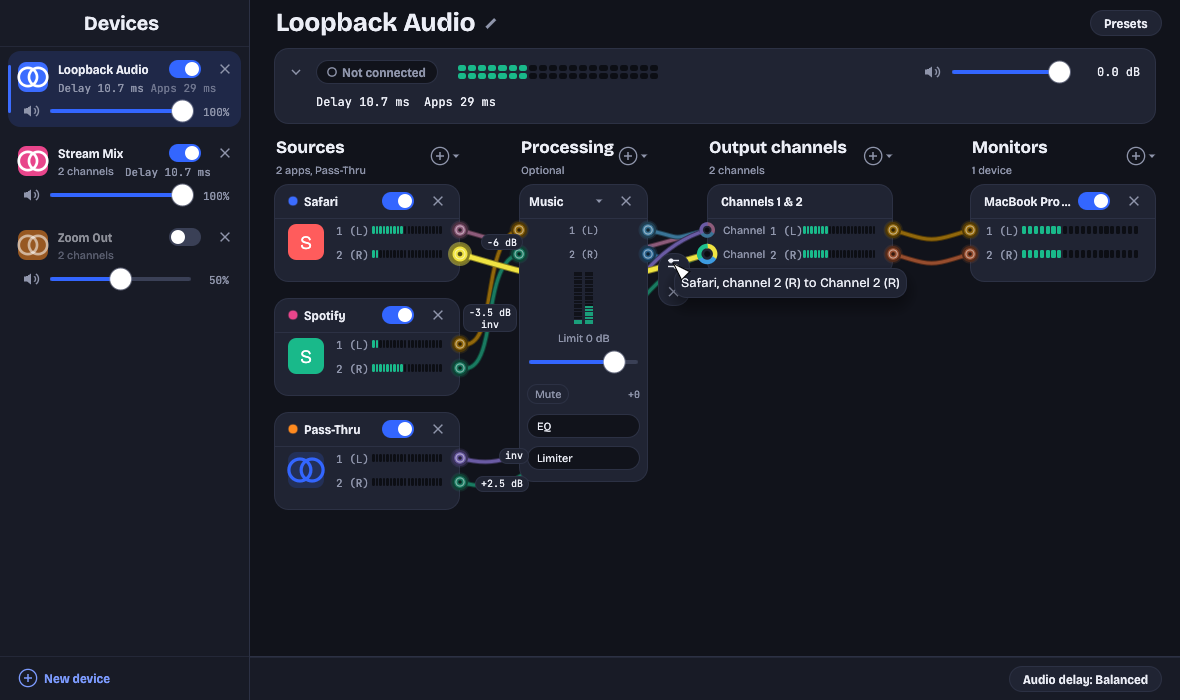 Devices
Loopback Audio
Delay 10.7 ms Apps 29 ms
100%
Stream Mix
2 channels Delay 10.7 ms
100%
Zoom Out
2 channels
50%
New device
Loopback Audio
Presets
Not connected
0.0 dB
Delay 10.7 ms Apps 29 ms
Sources
2 apps, Pass-Thru
Processing
Optional
Output channels
2 channels
Monitors
1 device
Safari
S
1 (L)
2 (R)
-6 dB
Spotify
S
1 (L)
2 (R)
-3.5 dB
inv
Pass-Thru
1 (L)
2 (R)
inv
+2.5 dB
Music
1 (L)
2 (R)
Limit 0 dB
Mute +0
EQ
Limiter
Channels 1 & 2
Channel 1 (L)
Channel 2 (R)
Safari, channel 2 (R) to Channel 2 (R)
MacBook Pro...
1 (L)
2 (R)
Audio delay: Balanced